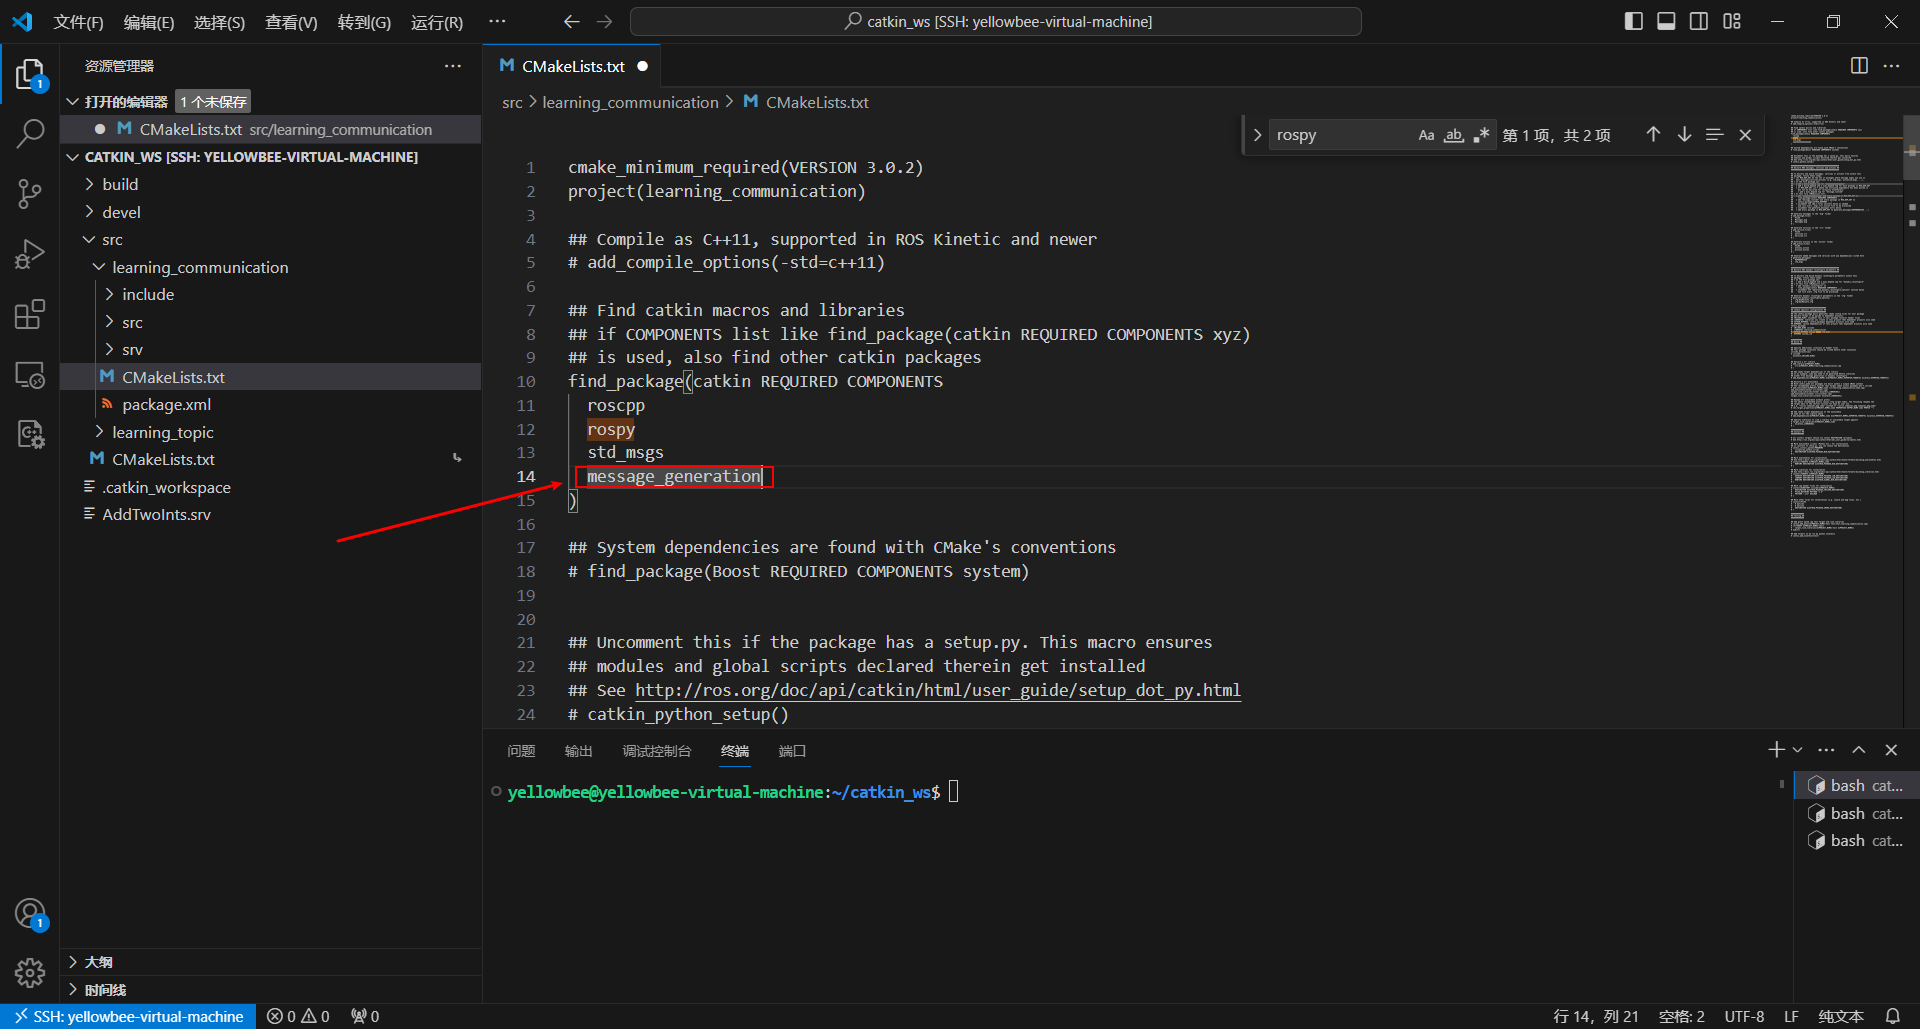 文件(F) 编辑(E) 选择(S) 查看(V) 转到(G) 运行(R) ··· catkin_ws [SSH: yellowbee-virtual-machine]
资源管理器
打开的编辑器 1 个未保存
CMakeLists.txt src/learning_communication
CATKIN_WS [SSH: YELLOWBEE-VIRTUAL-MACHINE]
build
devel
src
learning_communication
include
src
srv
CMakeLists.txt
package.xml
learning_topic
CMakeLists.txt
.catkin_workspace
AddTwoInts.srv
大纲
时间线
1
1
CMakeLists.txt
src > learning_communication > CMakeLists.txt
rospy Aa ab .* 第 1 项，共 2 项
1 cmake_minimum_required(VERSION 3.0.2)
2 project(learning_communication)
3
4 ## Compile as C++11, supported in ROS Kinetic and newer
5 # add_compile_options(-std=c++11)
6
7 ## Find catkin macros and libraries
8 ## if COMPONENTS list like find_package(catkin REQUIRED COMPONENTS xyz)
9 ## is used, also find other catkin packages
10 find_package(catkin REQUIRED COMPONENTS
11 roscpp
12 rospy
13 std_msgs
14 message_generation
15 )
16
17 ## System dependencies are found with CMake's conventions
18 # find_package(Boost REQUIRED COMPONENTS system)
19
20
21 ## Uncomment this if the package has a setup.py. This macro ensures
22 ## modules and global scripts declared therein get installed
23 ## See http://ros.org/doc/api/catkin/html/user_guide/setup_dot_py.html
24 # catkin_python_setup()
问题 输出 调试控制台 终端 端口
yellowbee@yellowbee-virtual-machine:~/catkin_ws$
bash cat...
bash cat...
bash cat...
SSH: yellowbee-virtual-machine 0 0 0 行 14，列 21 空格: 2 UTF-8 LF 纯文本